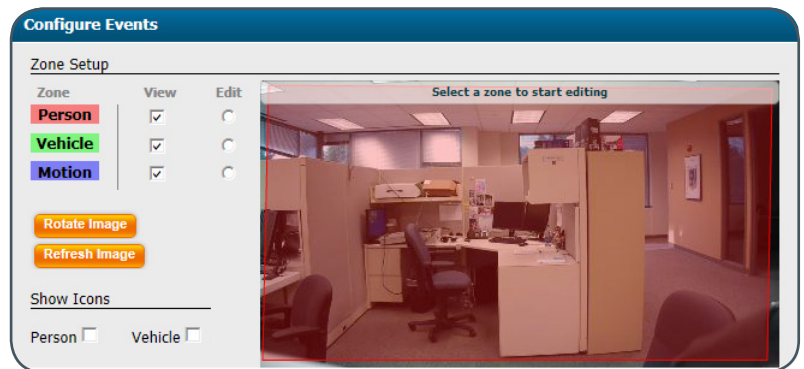 Configure Events
Zone Setup
Zone View Edit
Select a zone to start editing
Person
Vehicle
Motion
Rotate Image
Refresh Image
Show Icons
Person Vehicle